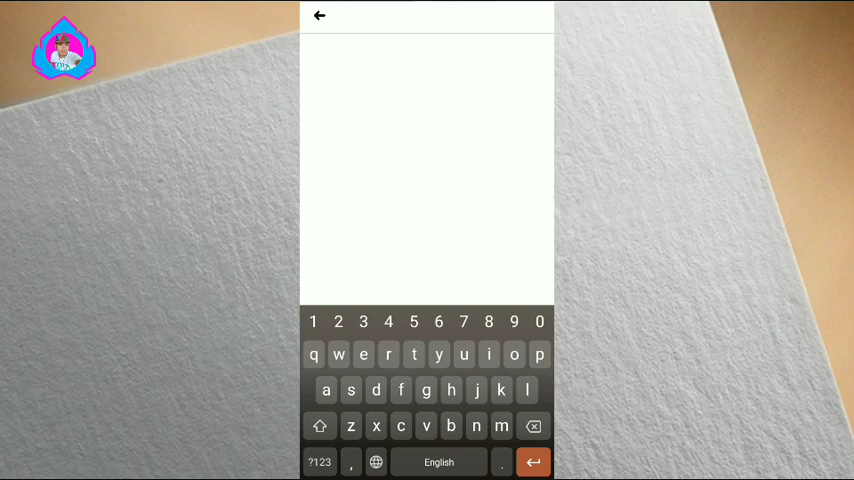 1 2 3 4 5 6 7 8 9 0
q w e r t y u i o p
a s d f g h j k l
z x c v b n m
?123 , English .